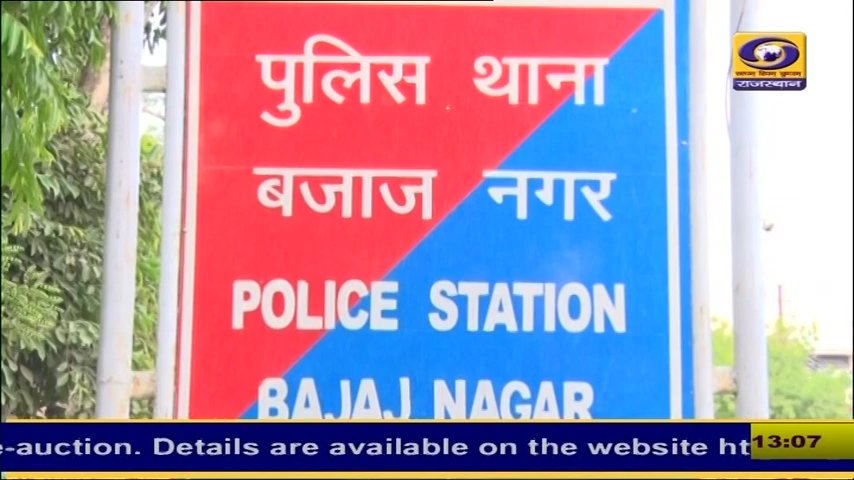 पुलिस थाना
बजाज नगर
POLICE STATION
BAJAJ NAGAR
राजस्थान
e-auction. Details are available on the website ht
13:07